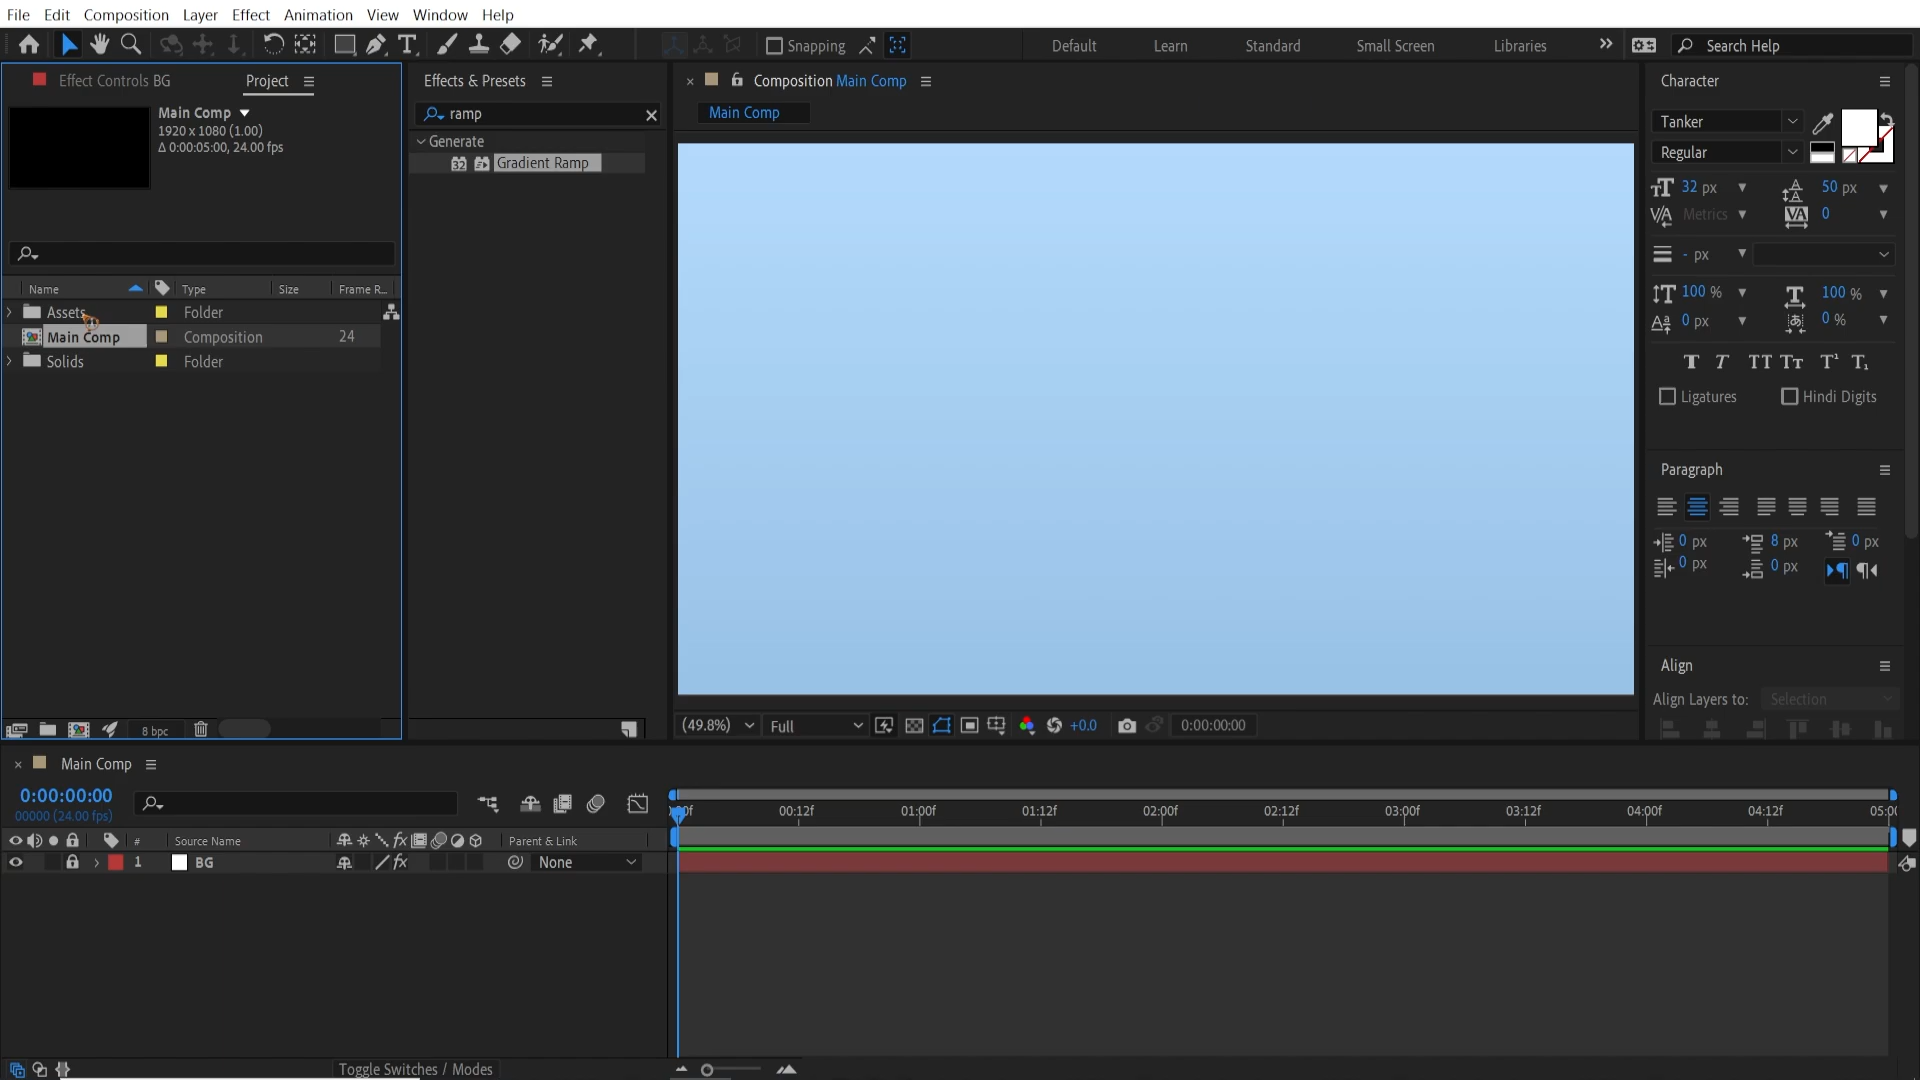 File Edit Composition Layer Effect Animation View Window Help
Snapping Default Learn Standard Small Screen Libraries Search Help
Effect Controls BG Project
Main Comp
1920 x 1080 (1.00)
Δ 0:00:05:00, 24.00 fps
Name Type Size Frame R...
Assets Folder
Main Comp Composition 24
Solids Folder
8 bpc
Effects & Presets
ramp
Generate
32 Gradient Ramp
Composition Main Comp
Main Comp
(49.8%) Full +0.0 0:00:00:00
Character
Tanker
Regular
32 px 50 px
Metrics 0
- px
100 % 100 %
0 px 0 %
Ligatures Hindi Digits
Paragraph
0 px 8 px 0 px
0 px 0 px
Align
Align Layers to: Selection
Main Comp
0:00:00:00
00000 (24.00 fps)
00:12f 01:00f 01:12f 02:00f 02:12f 03:00f 03:12f 04:00f 04:12f
# Source Name Parent & Link
1 BG None
Toggle Switches / Modes